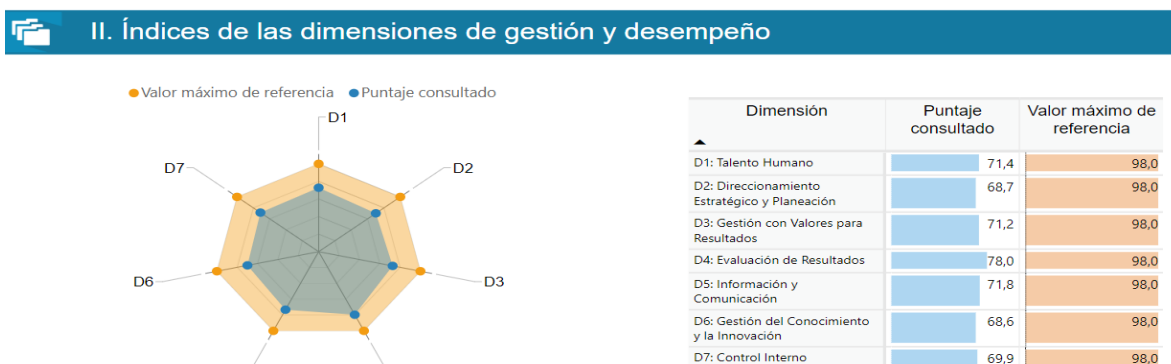 II. Índices de las dimensiones de gestión y desempeño
Valor máximo de referencia Puntaje consultado
D1
D7
D2
D6
D3
Dimensión Puntaje consultado Valor máximo de referencia
D1: Talento Humano 71,4 98,0
D2: Direccionamiento
Estratégico y Planeación 68,7 98,0
D3: Gestión con Valores para
Resultados 71,2 98,0
D4: Evaluación de Resultados 78,0 98,0
D5: Información y
Comunicación 71,8 98,0
D6: Gestión del Conocimiento
y la Innovación 68,6 98,0
D7: Control Interno 69,9 98,0